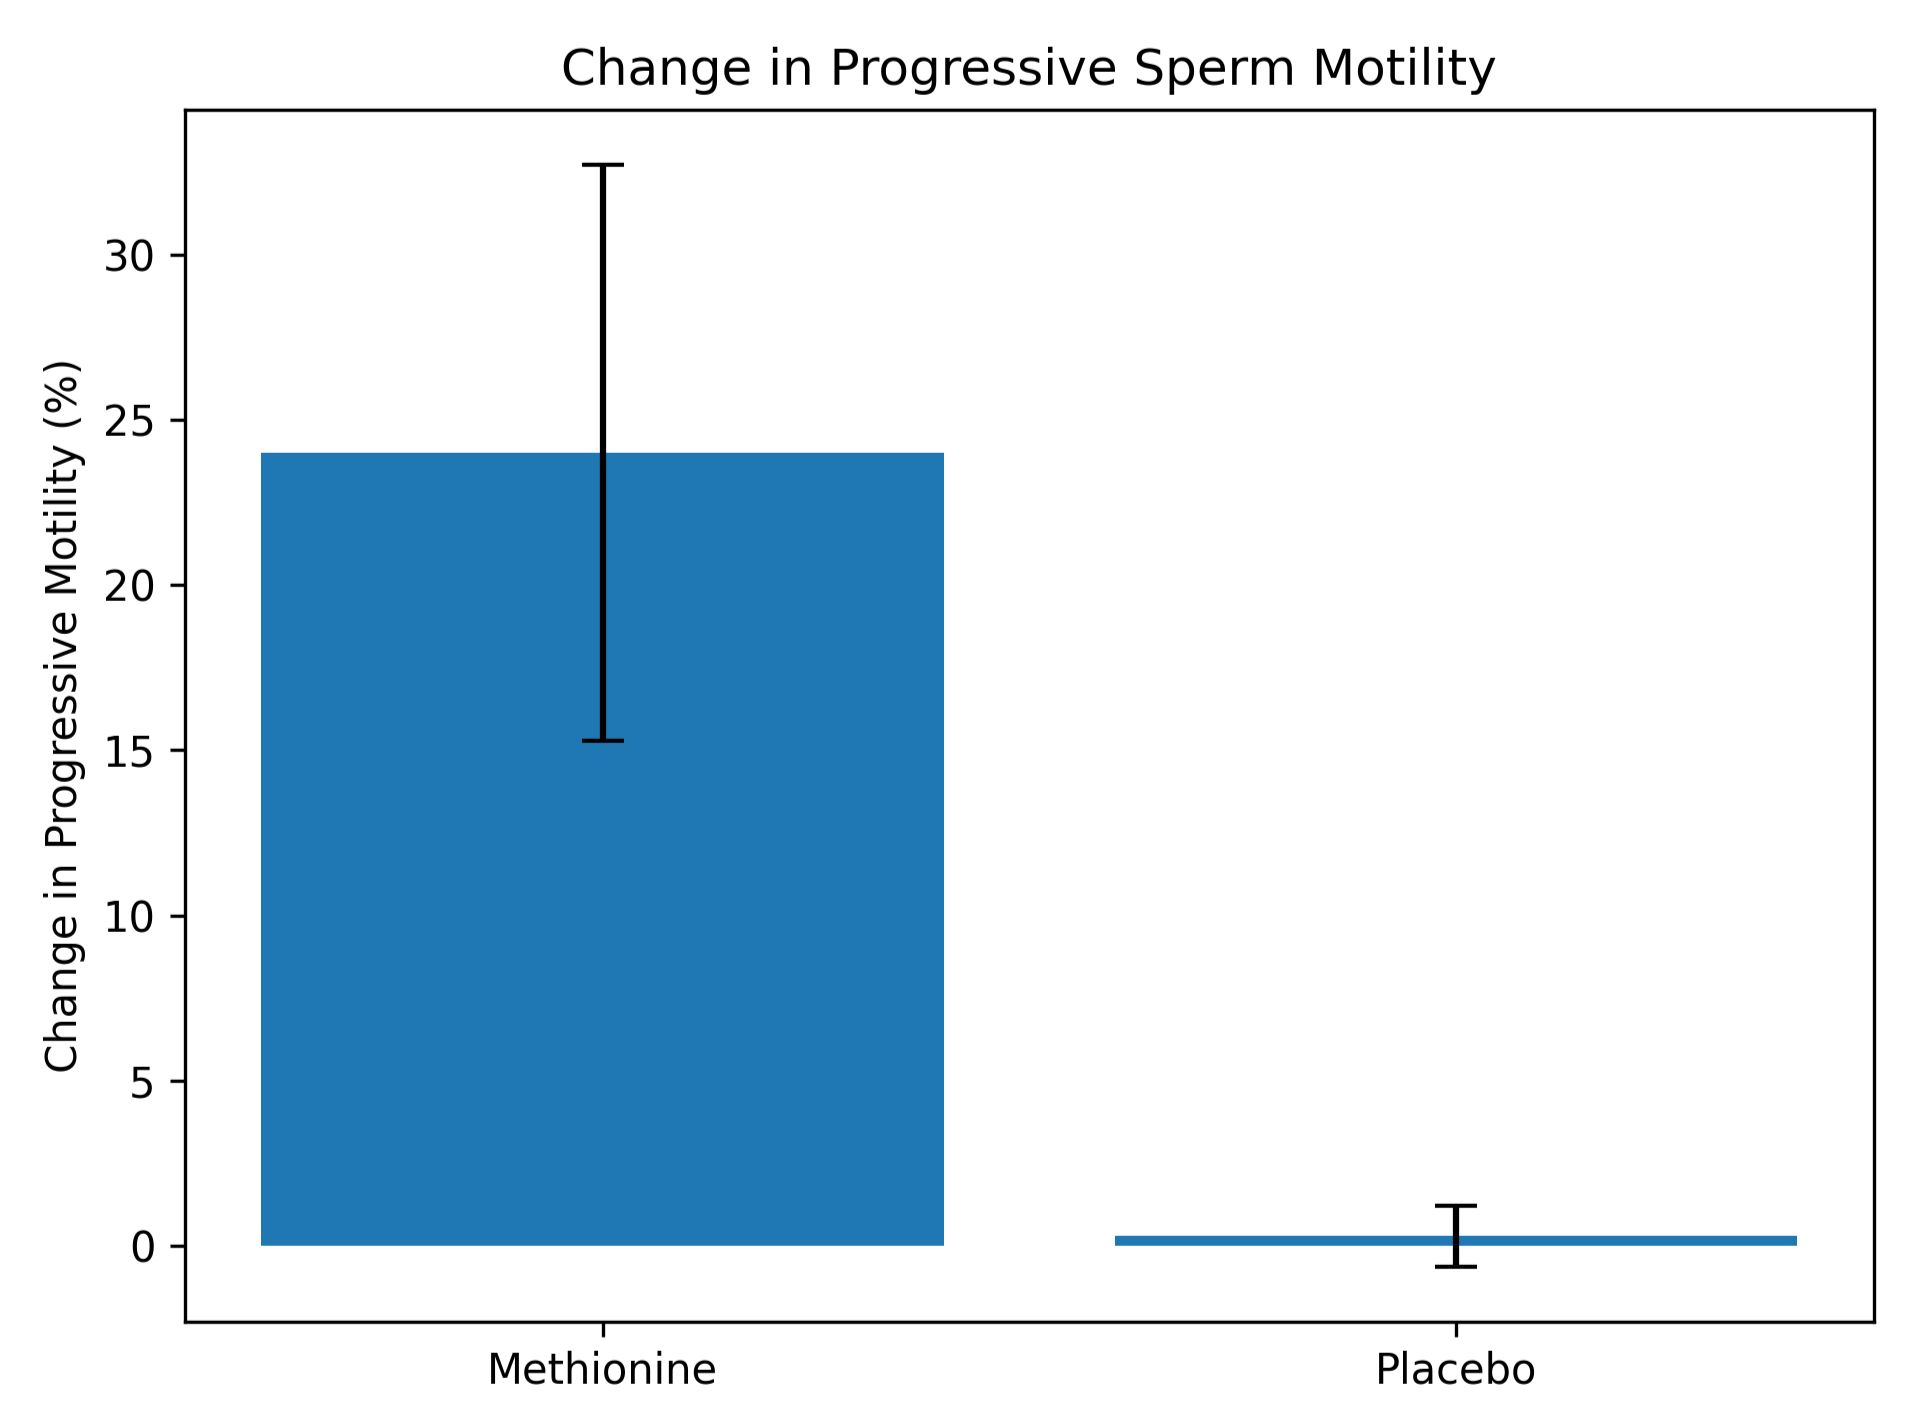 Change in Progressive Sperm Motility
Change in Progressive Motility (%)
30
25
20
15
10
5
0
Methionine
Placebo